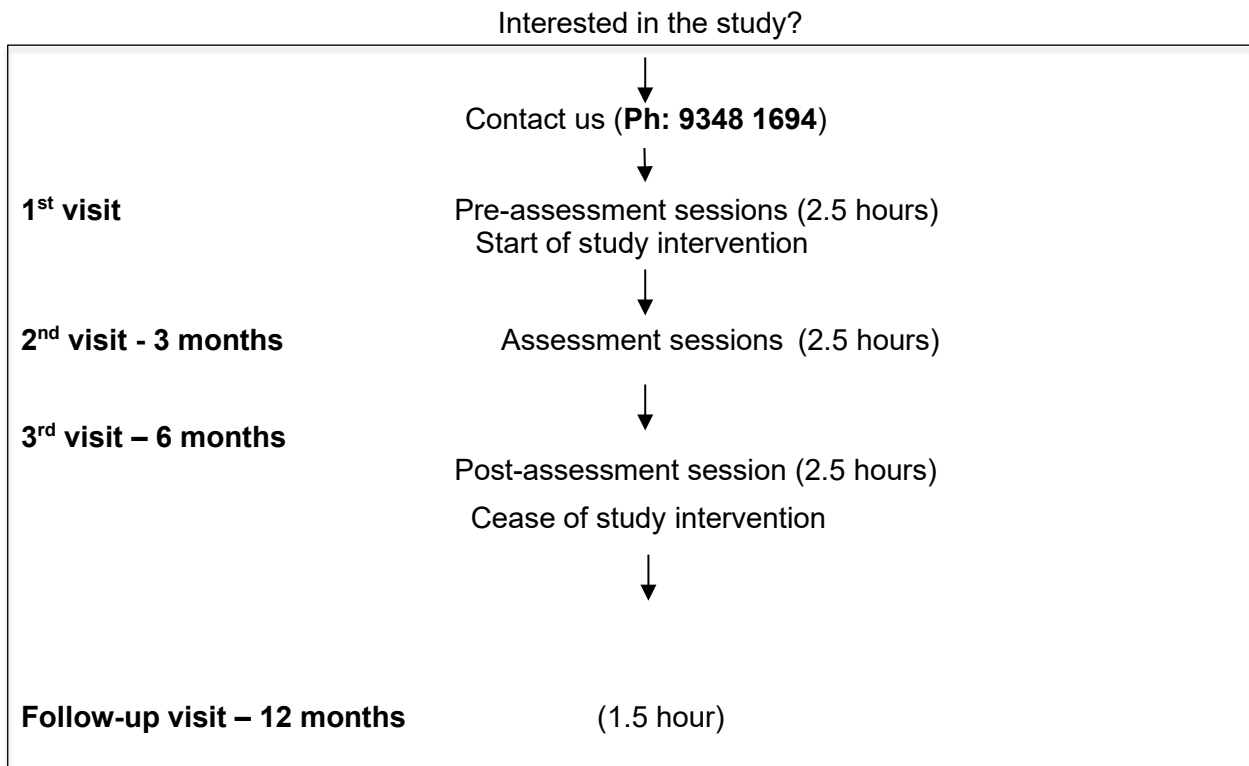 Interested in the study?
Contact us (Ph: 9348 1694)
1st visit Pre-assessment sessions (2.5 hours)
Start of study intervention
2nd visit - 3 months Assessment sessions (2.5 hours)
3rd visit – 6 months
Post-assessment session (2.5 hours)
Cease of study intervention
Follow-up visit – 12 months (1.5 hour)